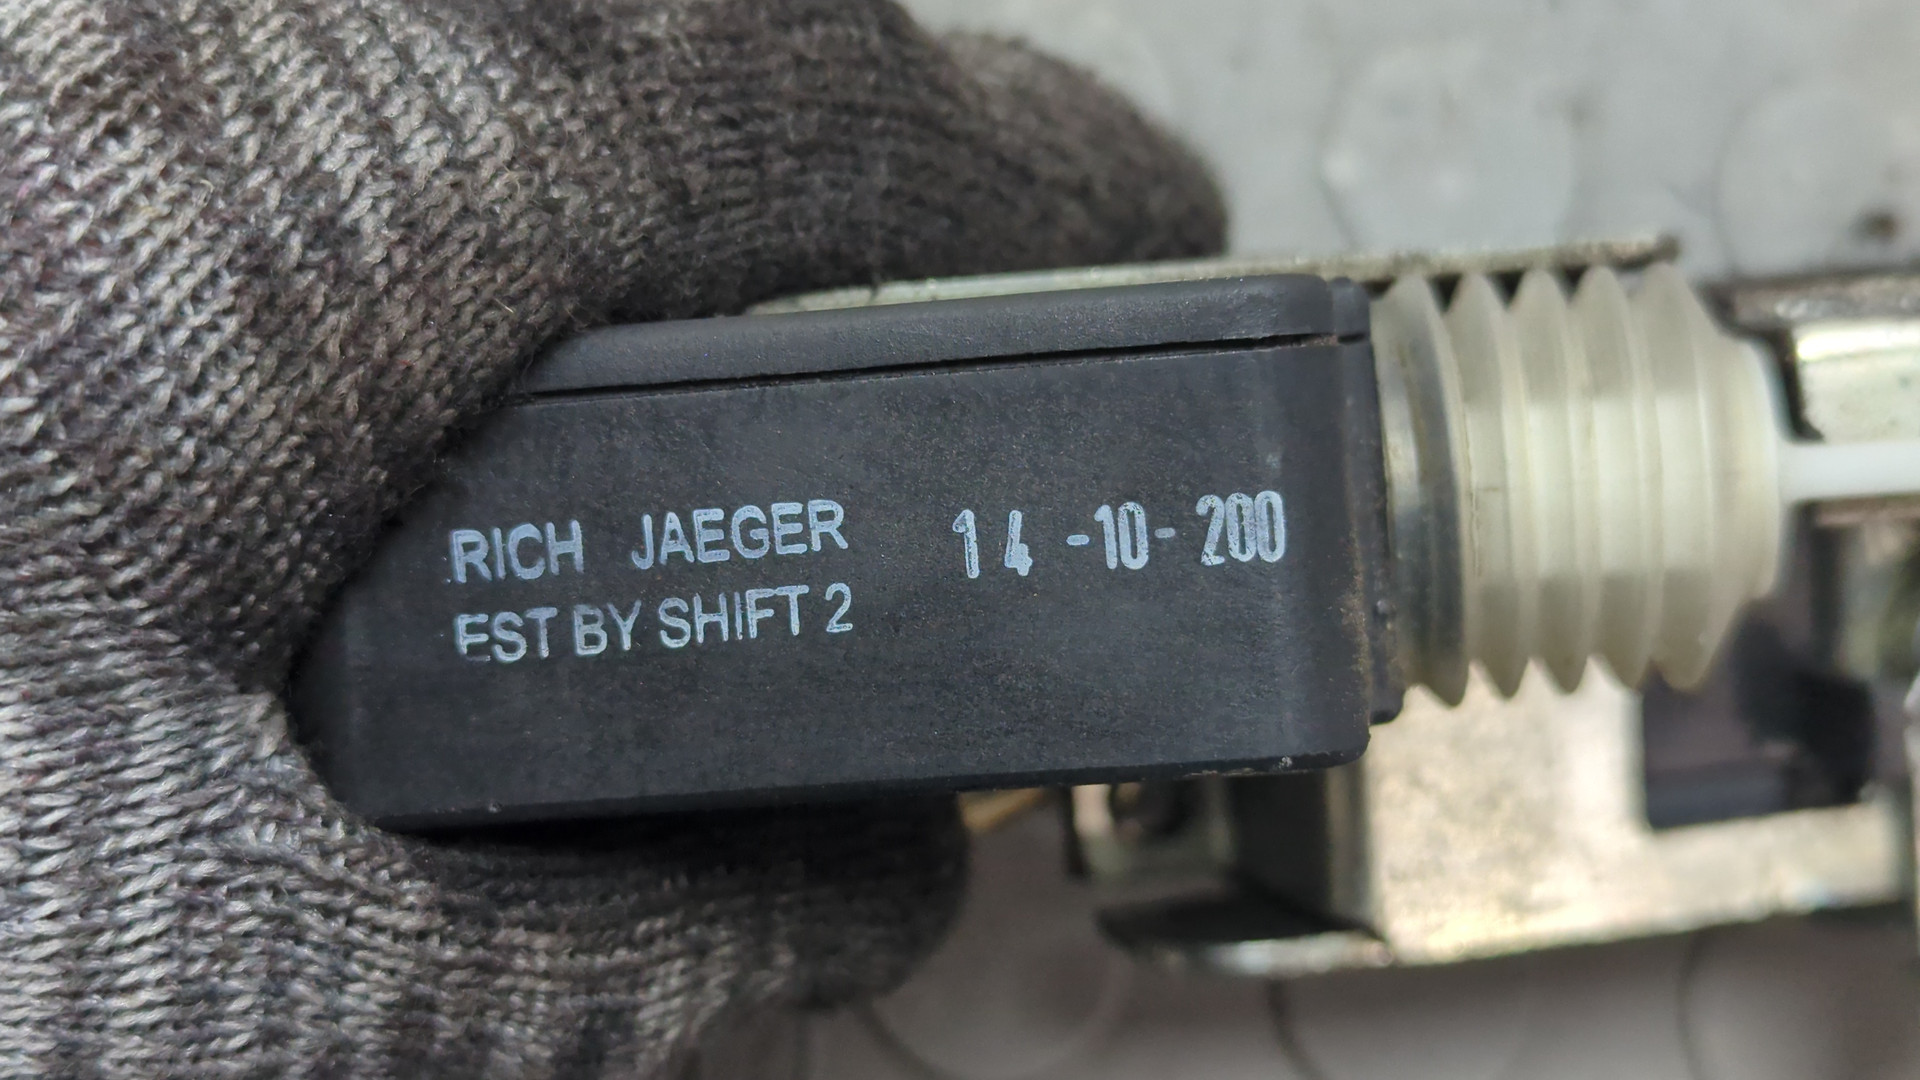 RICH JAEGER 14-10-200
EST BY SHIFT 2